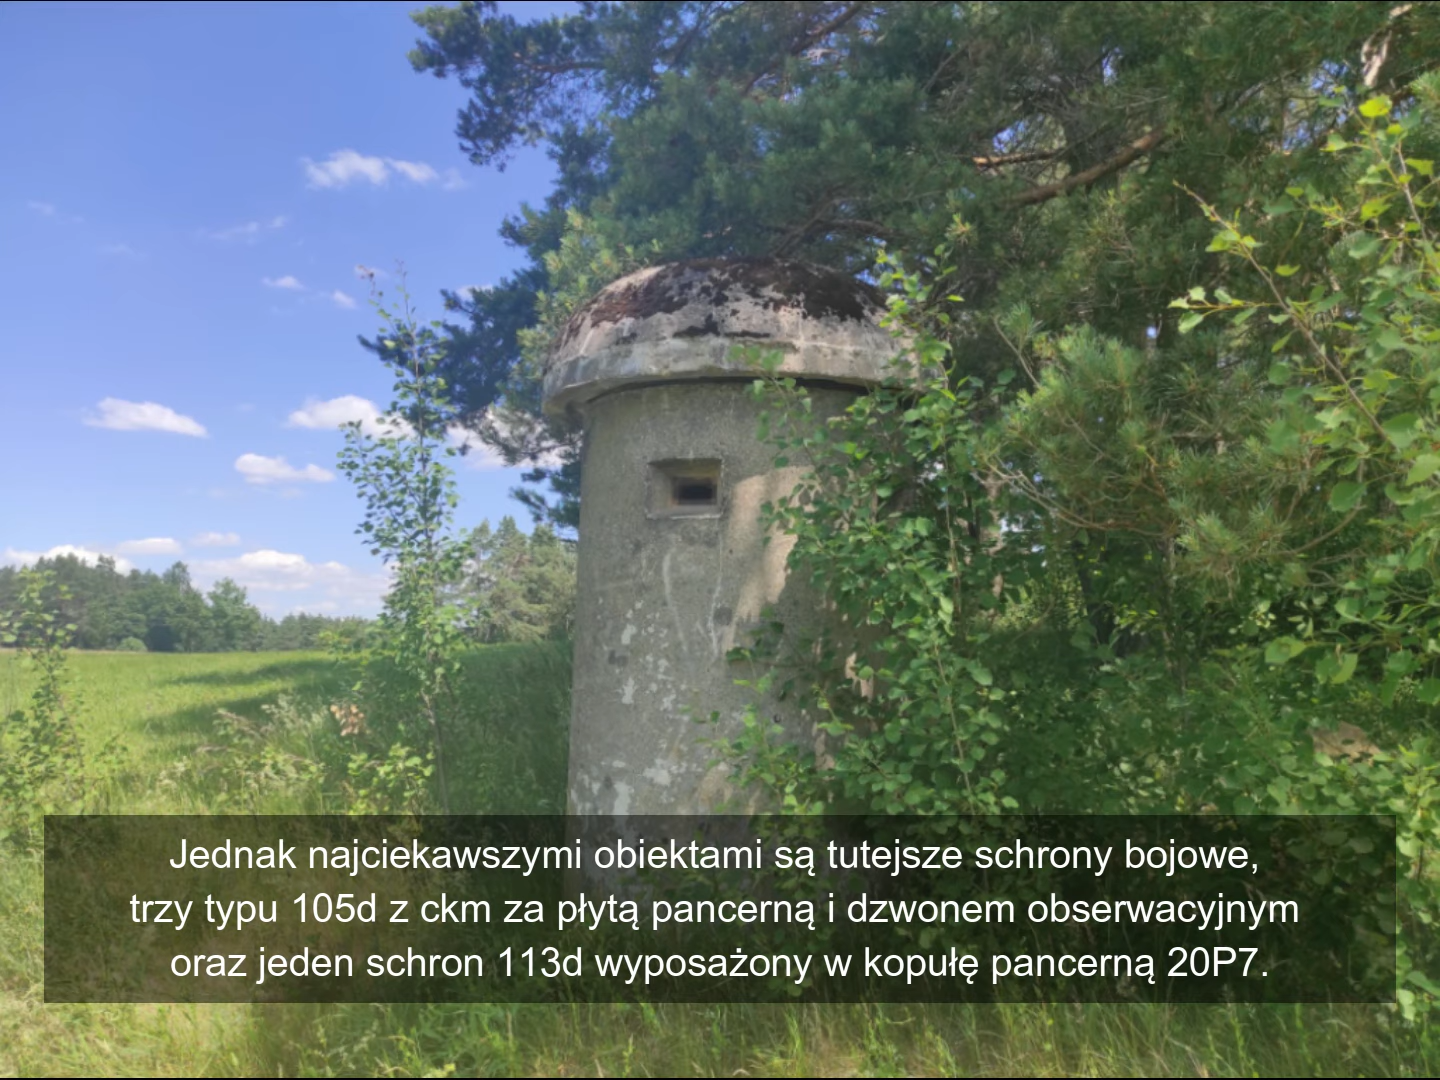 Jednak najciekawszymi obiektami są tutejsze schrony bojowe,
trzy typu 105d z ckm za płytą pancerną i dzwonem obserwacyjnym
oraz jeden schron 113d wyposażony w kopułę pancerną 20P7.